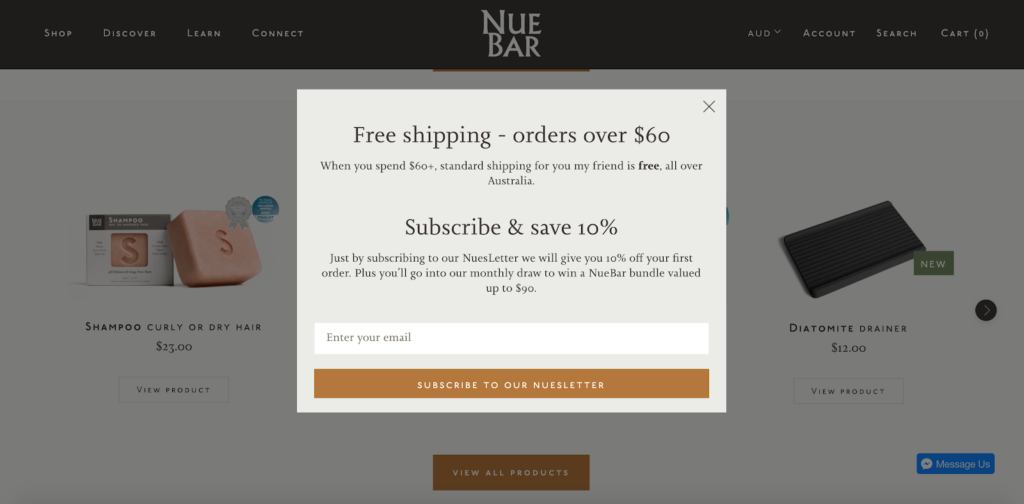 Shop
Discover
Learn
Connect
Nue
Bar
AUD
Account
Search
Cart (0)
Free shipping - orders over $60
When you spend $60+, standard shipping for you my friend is free, all over
Australia.
Subscribe & save 10%
Just by subscribing to our NuesLetter we will give you 10% off your first
order. Plus you'll go into our monthly draw to win a NueBar bundle valued
up to $90.
Enter your email
SUBSCRIBE TO OUR NUESLETTER
Shampoo
S
Shampoo curly or dry hair
$23.00
View product
NEW
Diatomite drainer
$12.00
View product
VIEW ALL PRODUCTS
Message Us